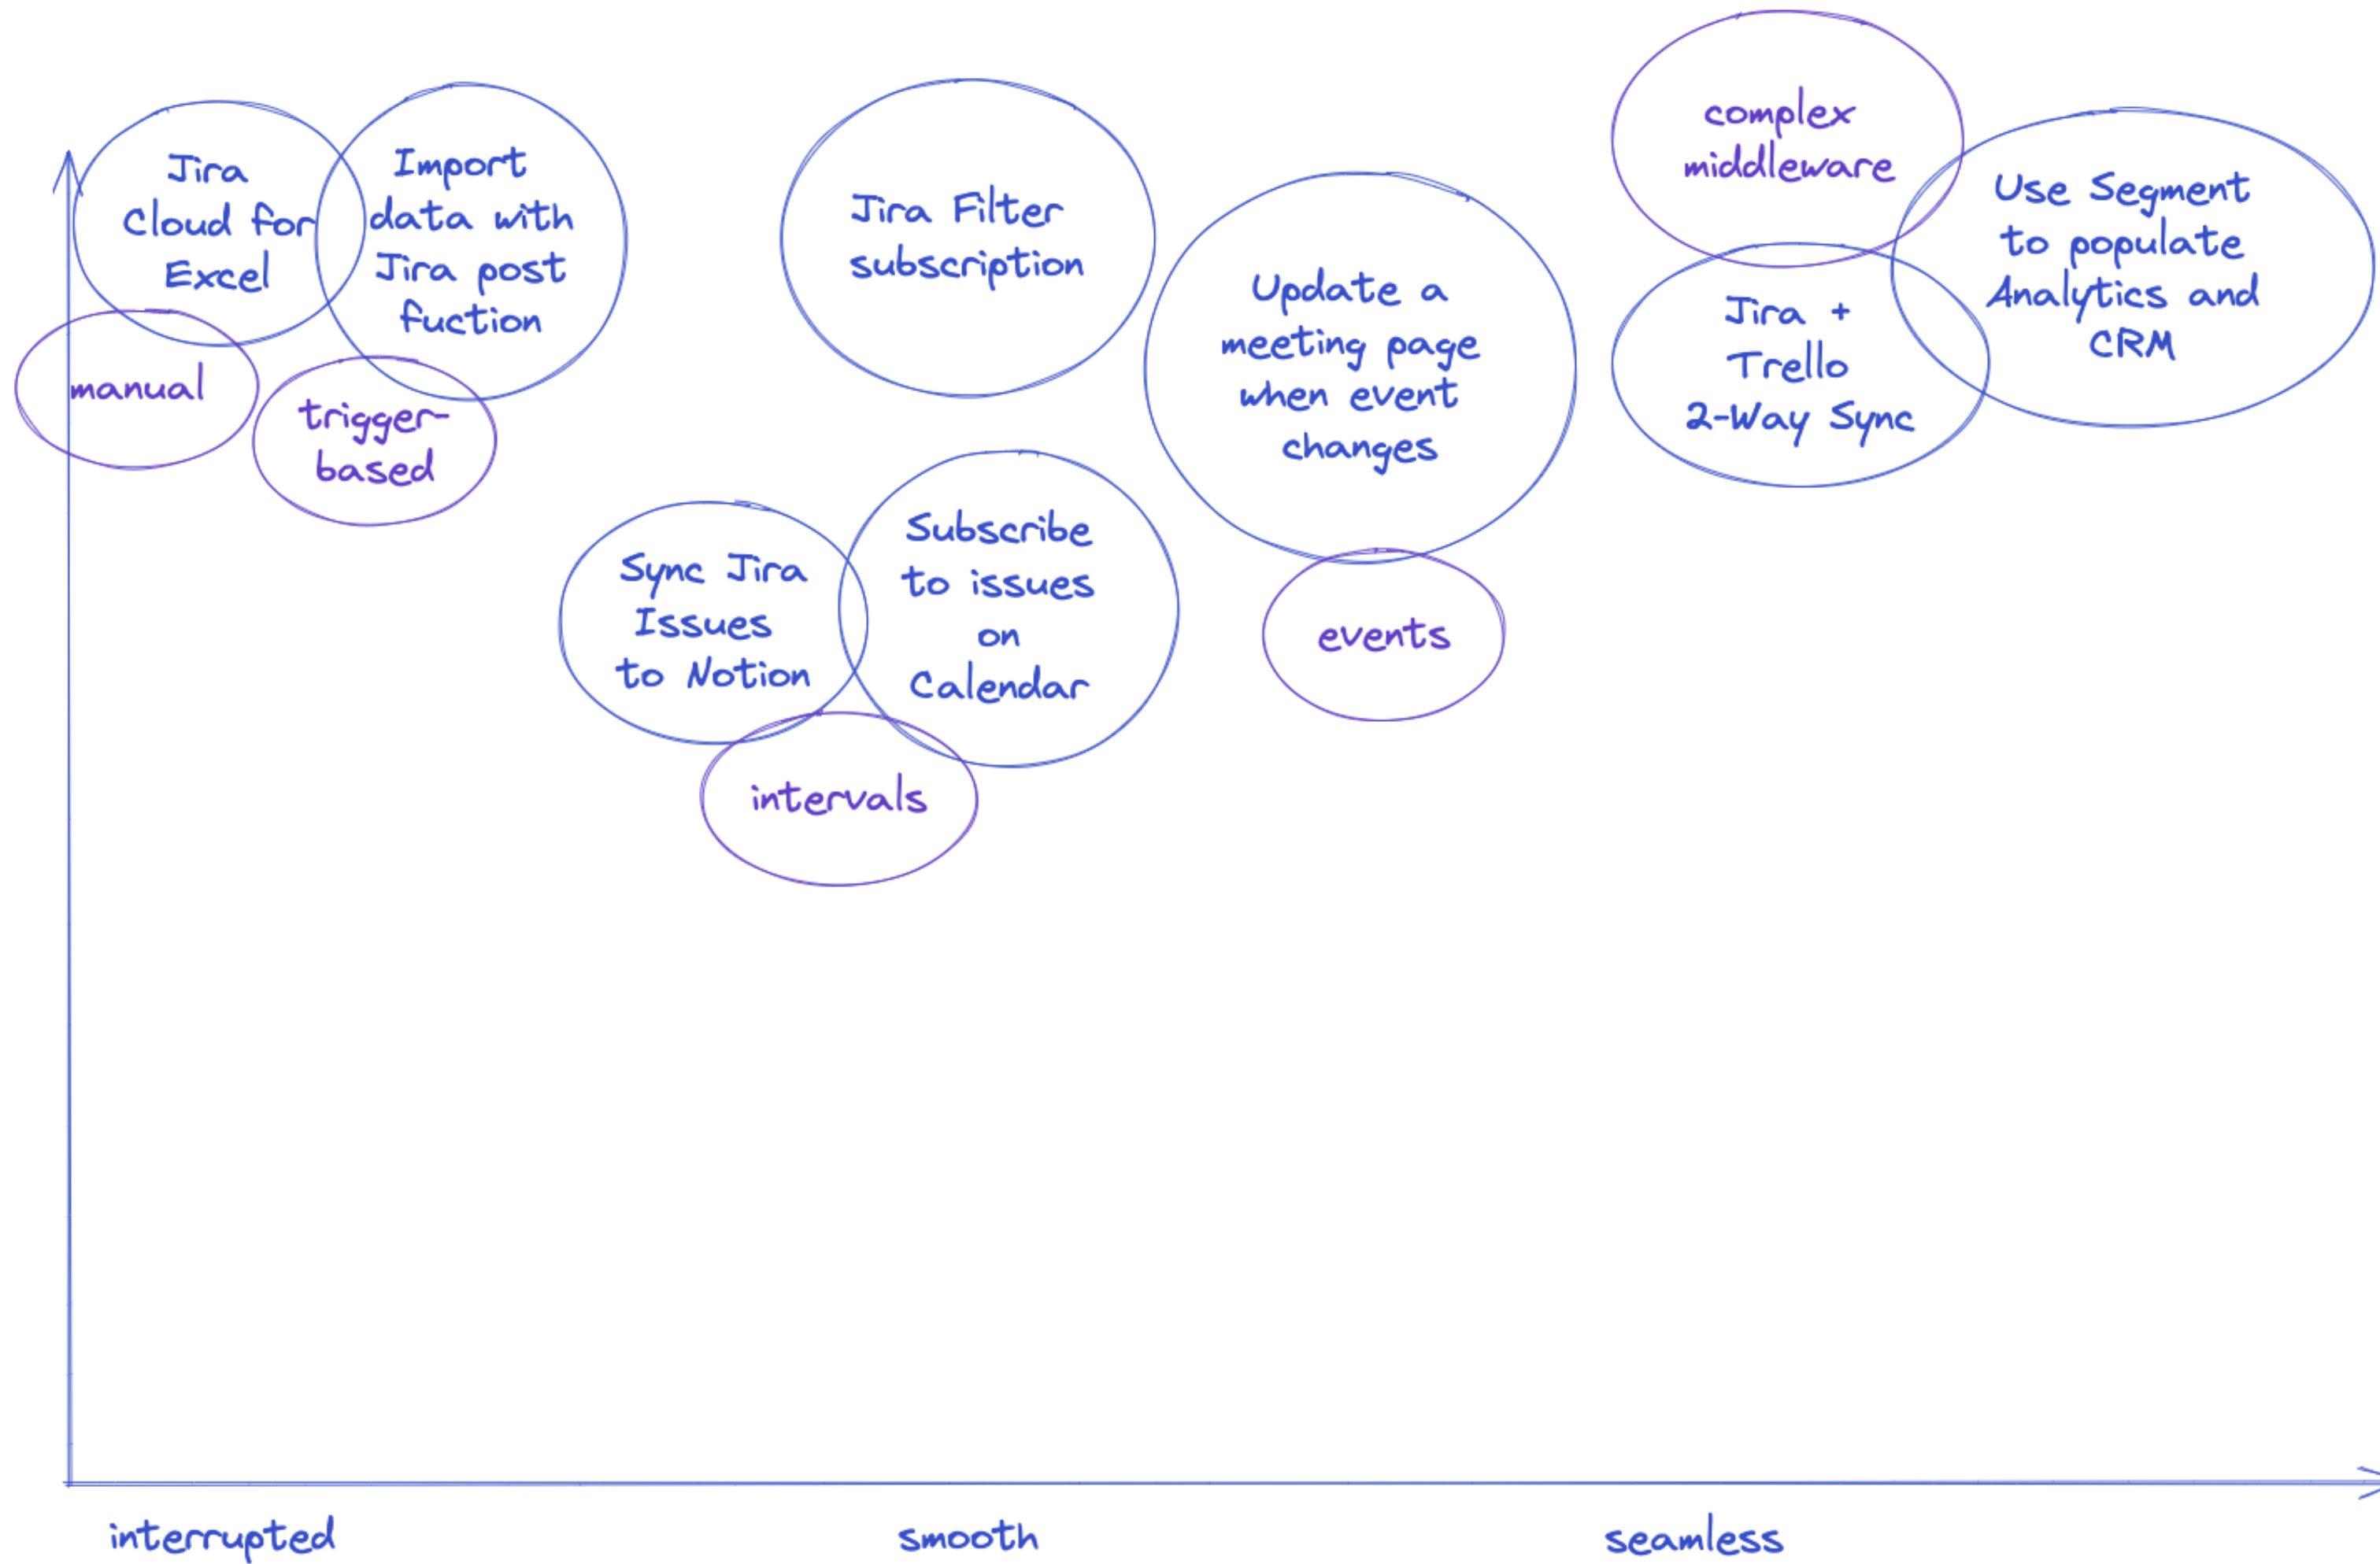 Jira
Cloud for
Excel
Import
data with
Jira post
fuction
manual
trigger-
based
Jira Filter
subscription
Sync Jira
Issues
to Notion
Subscribe
to issues
on
Calendar
intervals
Update a
meeting page
when event
changes
events
complex
middleware
Jira +
Trello
2-Way Sync
Use Segment
to populate
Analytics and
CRM
interrupted
smooth
seamless